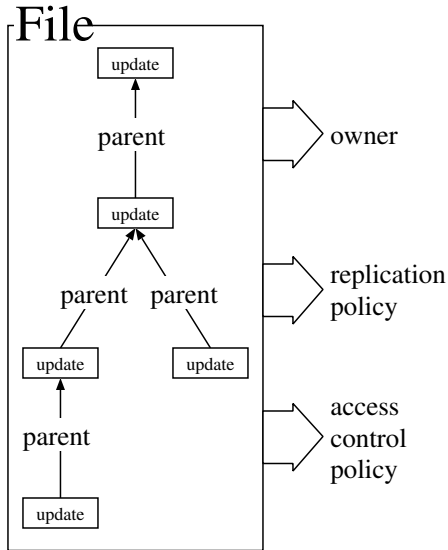 File
update
parent
owner
update
parent parent
replication
policy
update update
access
control
policy
parent
update